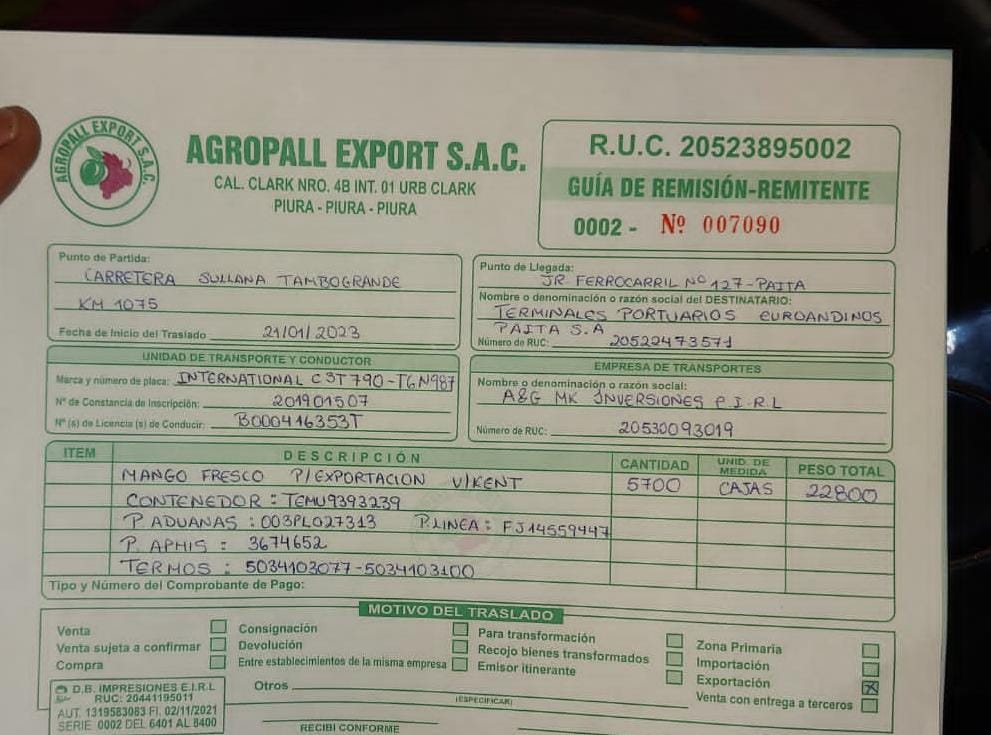 AGROPALL EXPORT S.A.C.
AGROPALL EXPORT S.A.C.
CAL. CLARK NRO. 4B INT. 01 URB CLARK
PIURA - PIURA - PIURA
R.U.C. 20523895002
GUÍA DE REMISIÓN-REMITENTE
0002 - Nº 007090
Punto de Partida:
CARRETERA SULLANA TAMBOGRANDE
KM 1075
Fecha de Inicio del Traslado 21/01/2023
Punto de Llegada:
JR FERROCARRIL Nº 127-PAITA
Nombre o denominación o razón social del DESTINATARIO:
TERMINALES PORTUARIOS EUROANDINOS
PAITA S.A
Número de RUC: 20522473571
UNIDAD DE TRANSPORTE Y CONDUCTOR
Marca y número de placa: INTERNATIONAL C3T790-T6N987
Nº de Constancia de Inscripción: 201901507
Nº (s) de Licencia (s) de Conducir: B000416353T
EMPRESA DE TRANSPORTES
Nombre o denominación o razón social:
A&G MK INVERSIONES E.I.R.L
Número de RUC: 20530093019
ITEM DESCRIPCIÓN CANTIDAD UNID. DE MEDIDA PESO TOTAL
MANGO FRESCO P/EXPORTACION V/KENT 5700 CAJAS 22800
CONTENEDOR : TEMU9393239
P. ADUANAS : 003PL027313 P.LINEA : FJ14559447
P. APHIS : 3674652
TERMOS : 5034103077-5034103100
Tipo y Número del Comprobante de Pago:
MOTIVO DEL TRASLADO
Venta
Venta sujeta a confirmar
Compra
Consignación
Devolución
Entre establecimientos de la misma empresa
Para transformación
Recojo bienes transformados
Emisor itinerante
Zona Primaria
Importación
Exportación X
Venta con entrega a terceros
Otros
(ESPECIFICAR)
D.B. IMPRESIONES E.I.R.L
RUC: 20441195011
AUT. 1319583083 FI. 02/11/2021
SERIE 0002 DEL 6401 AL 8400
RECIBI CONFORME